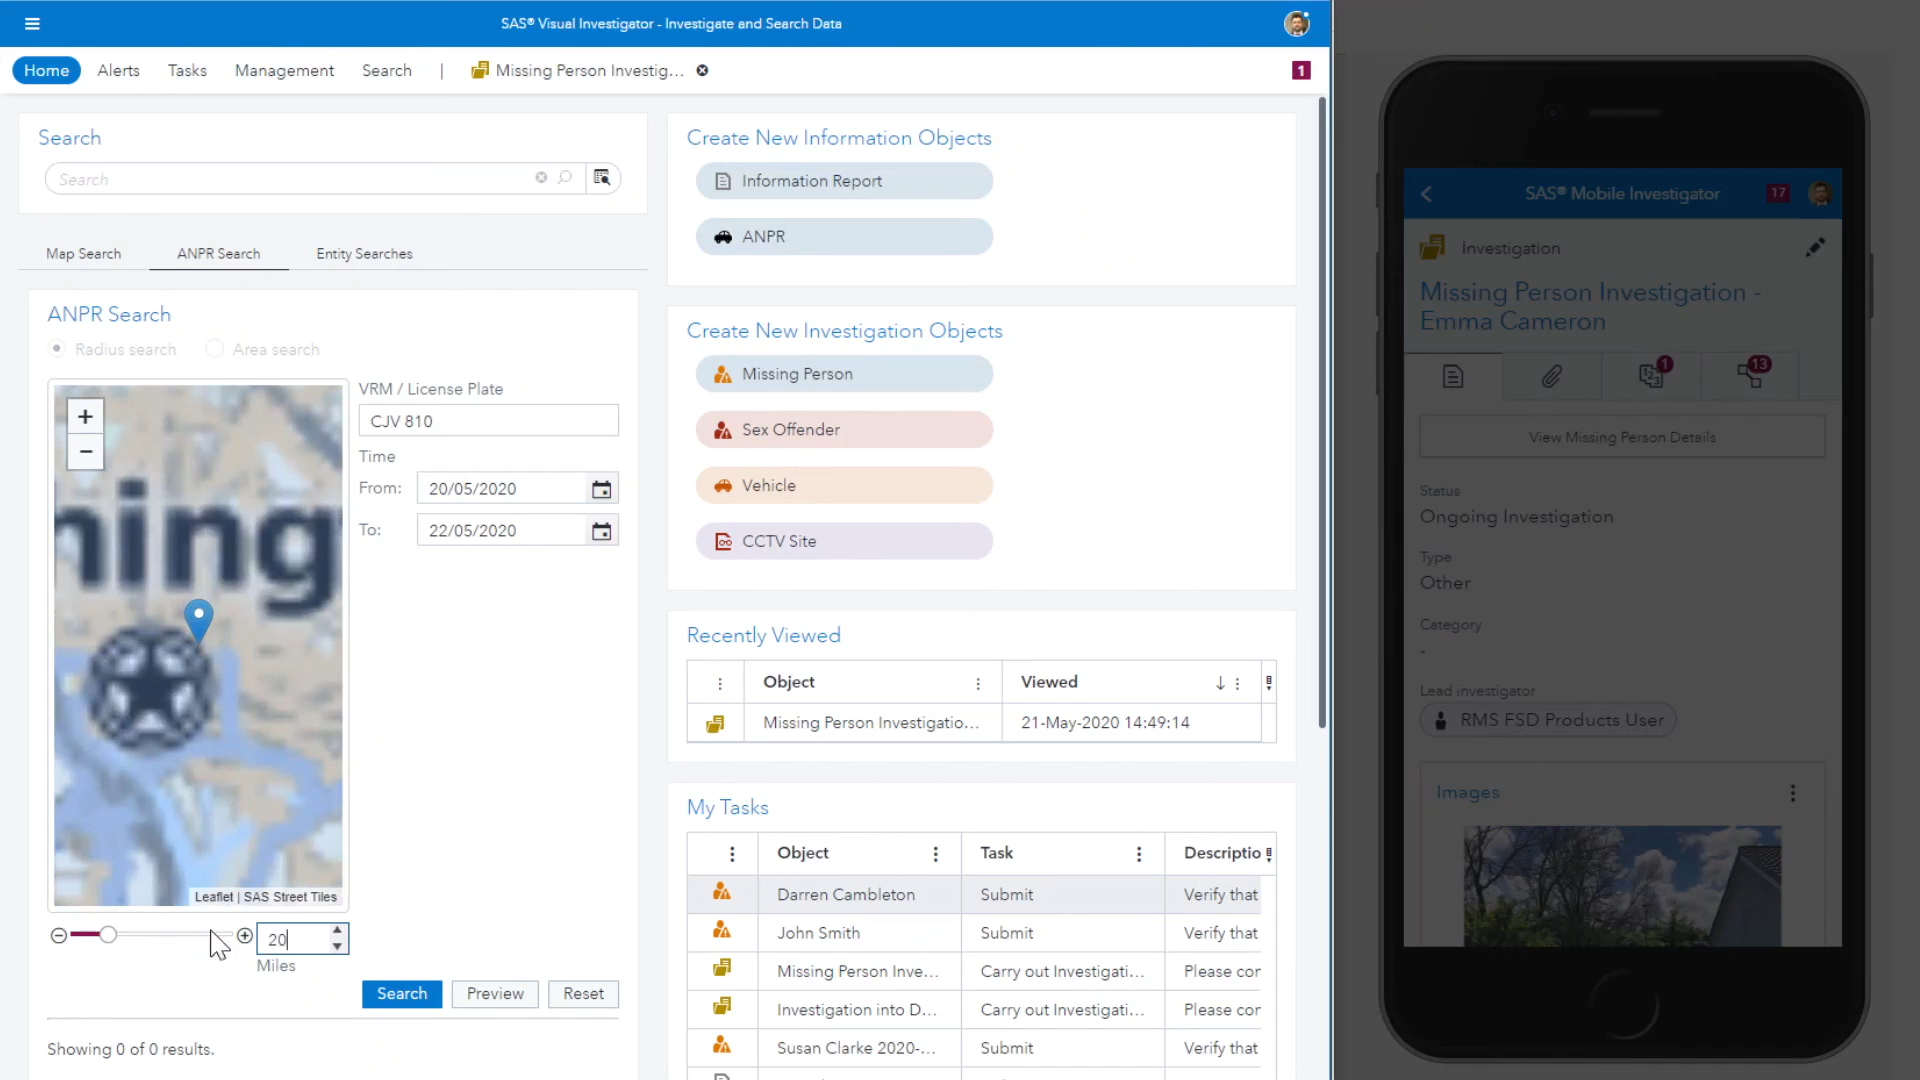 SAS® Visual Investigator - Investigate and Search Data
Home
Alerts
Tasks
Management
Search
|
Missing Person Investig...
1
Search
Search
Map Search
ANPR Search
Entity Searches
ANPR Search
Radius search
Area search
+
−
ning
Leaflet | SAS Street Tiles
VRM / License Plate
CJV 810
Time
From:
20/05/2020
To:
22/05/2020
20
Miles
Search
Preview
Reset
Showing 0 of 0 results.
Create New Information Objects
Information Report
ANPR
Create New Investigation Objects
Missing Person
Sex Offender
Vehicle
CCTV Site
Recently Viewed
Object
Viewed
Missing Person Investigatio...
21-May-2020 14:49:14
My Tasks
Object
Task
Descriptio
Darren Cambleton
Submit
Verify that
John Smith
Submit
Verify that
Missing Person Inve...
Carry out Investigati...
Please cor
Investigation into D...
Carry out Investigati...
Please cor
Susan Clarke 2020-...
Submit
Verify that
SAS® Mobile Investigator
17
Investigation
Missing Person Investigation -
Emma Cameron
1
13
View Missing Person Details
Status
Ongoing Investigation
Type
Other
Category
-
Lead investigator
RMS FSD Products User
Images